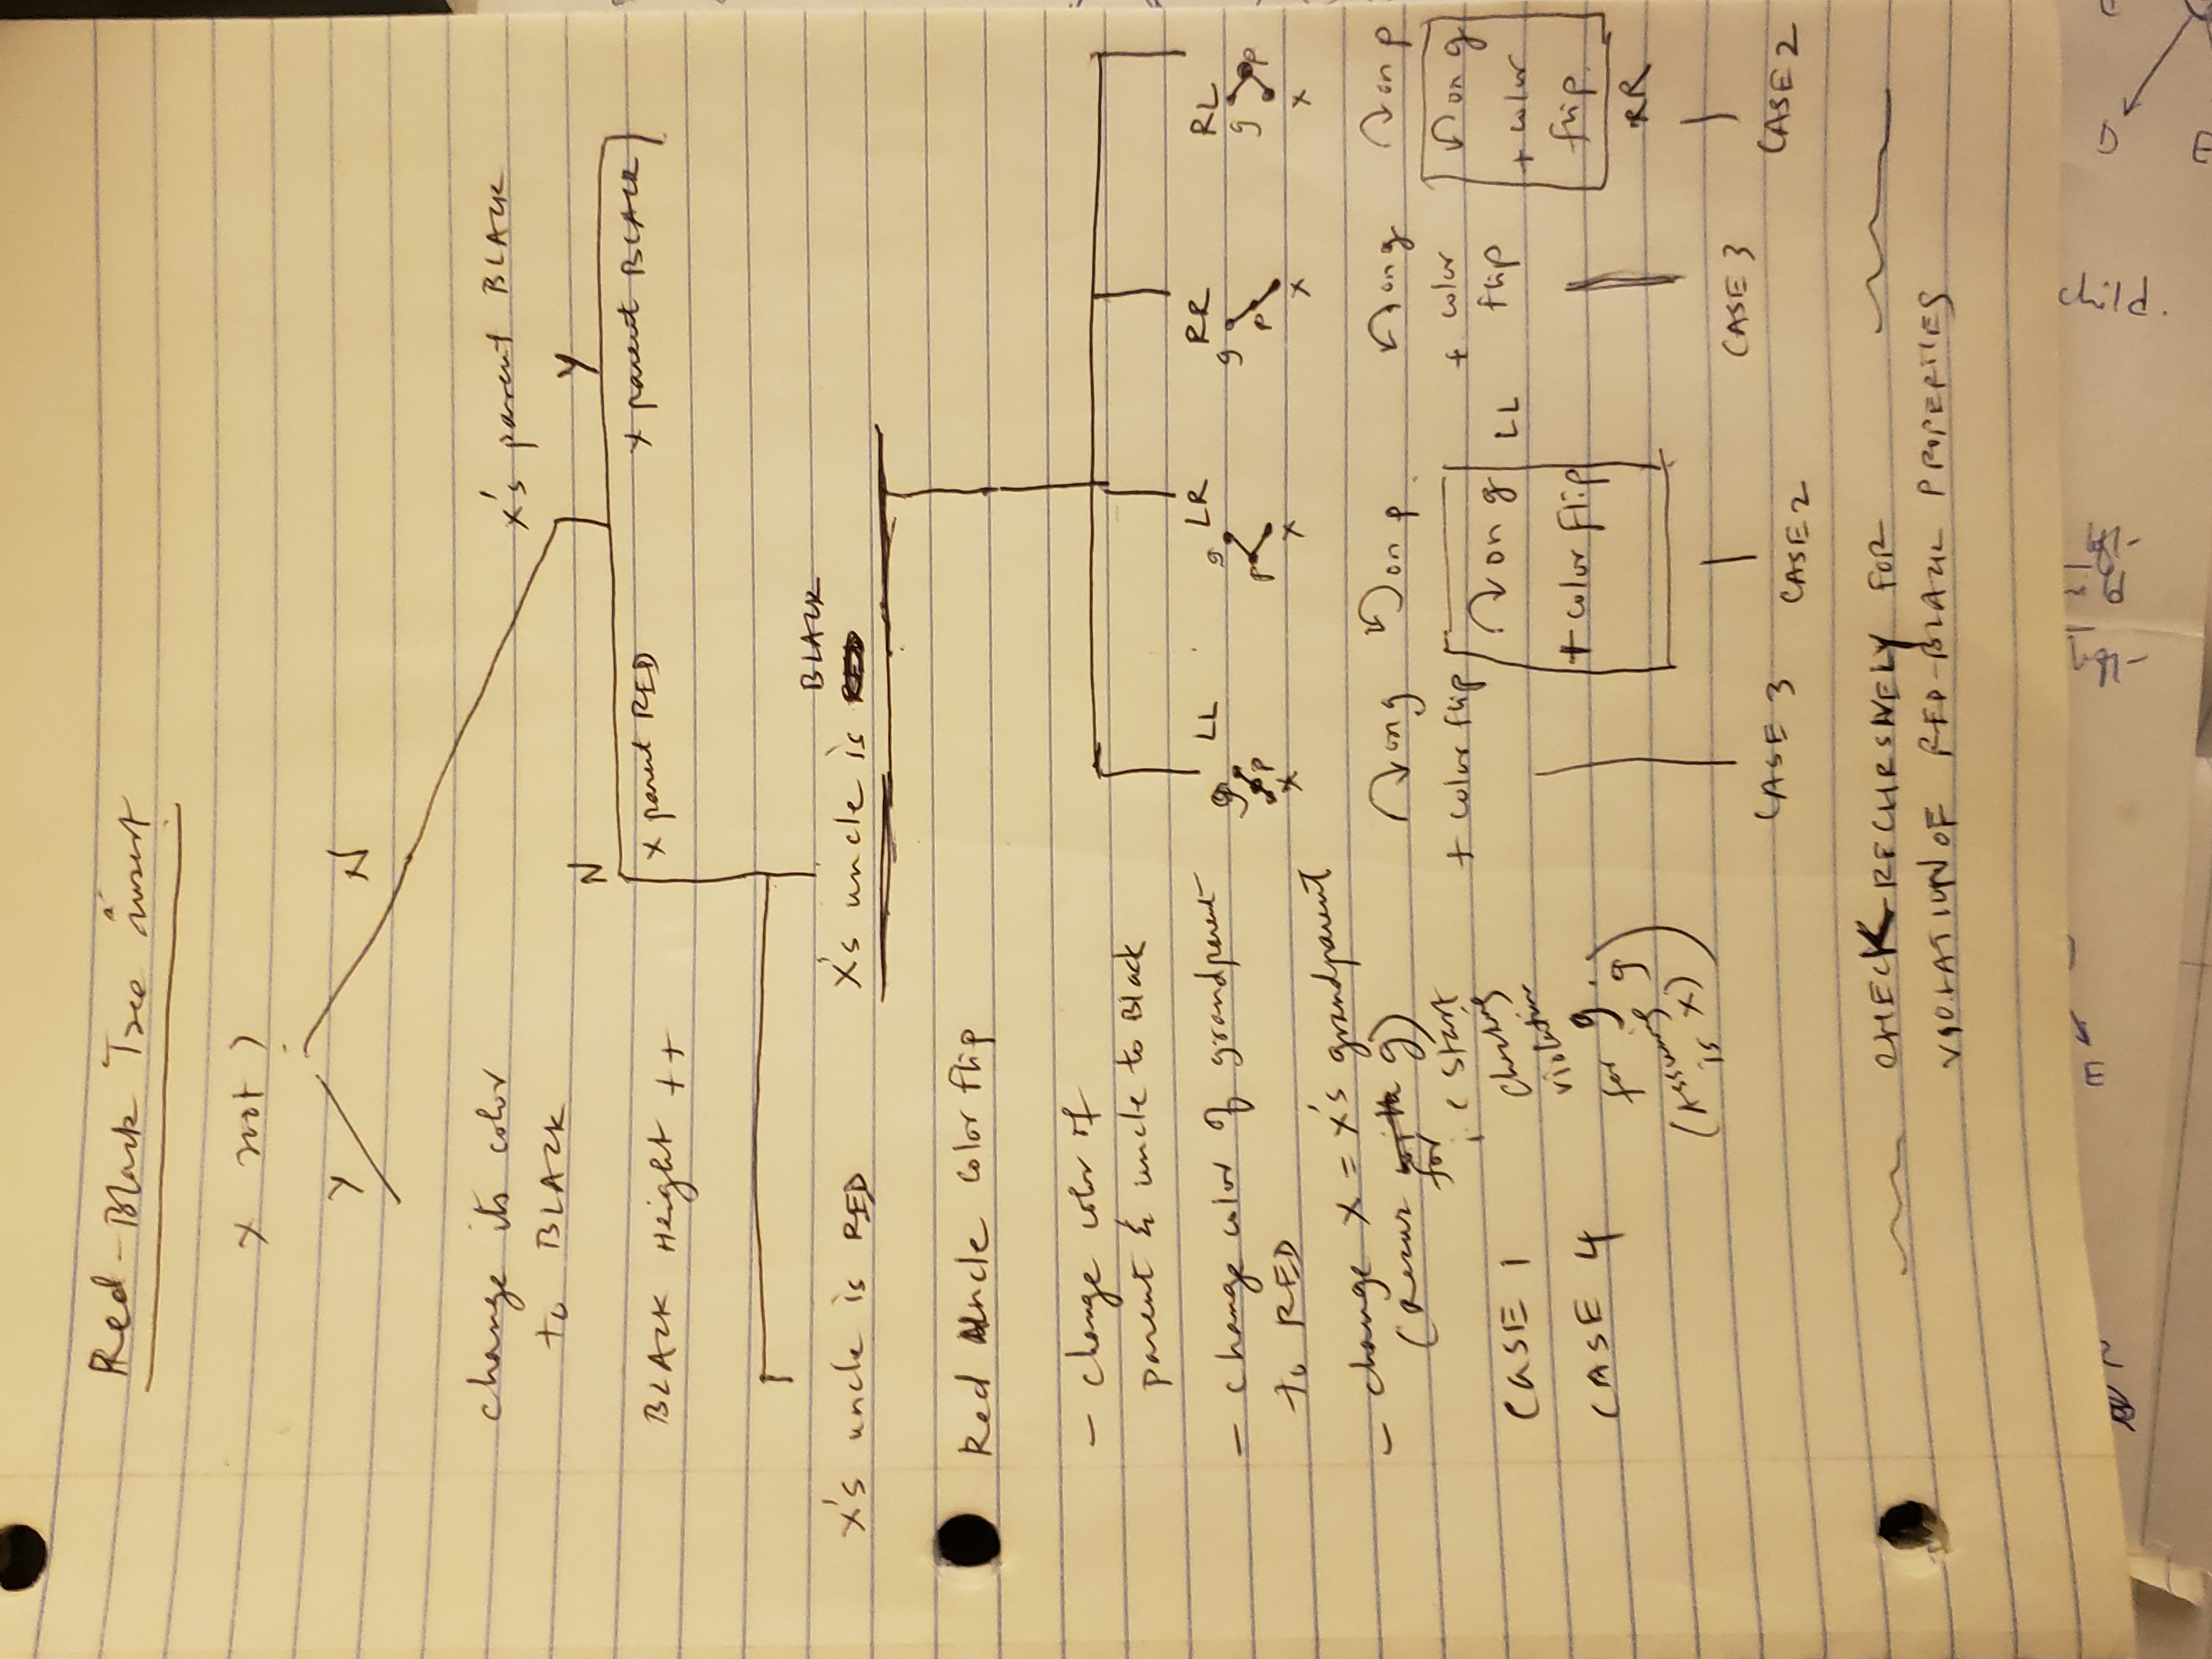 Red-Black Tree insert
X root ?
Y
N
change its color
to BLACK
x's parent BLACK
N
Y
BLACK Height ++
x parent RED
x parent BLACK
BLACK
X's uncle is RED
X's uncle is RED
Red Uncle color flip
- change color of
parent & uncle to Black
- change color of grandparent
to RED
- change x = x's grandparent
(Recur with g)
for
i.e start
checking
violation
for g.
(Assuming g
is x)
CASE 1
CASE 4
LL
LR
RR
RL
g
p
x
g
p
x
g
p
x
g
p
x
on g
on p
on g
on p
+ color flip
on g
+ color flip
LL
+ color
flip
on g
+ color
flip
RR
CASE 3
CASE 2
CASE 3
CASE 2
CHECK RECURSIVELY FOR
VIOLATION OF RED-BLACK PROPERTIES